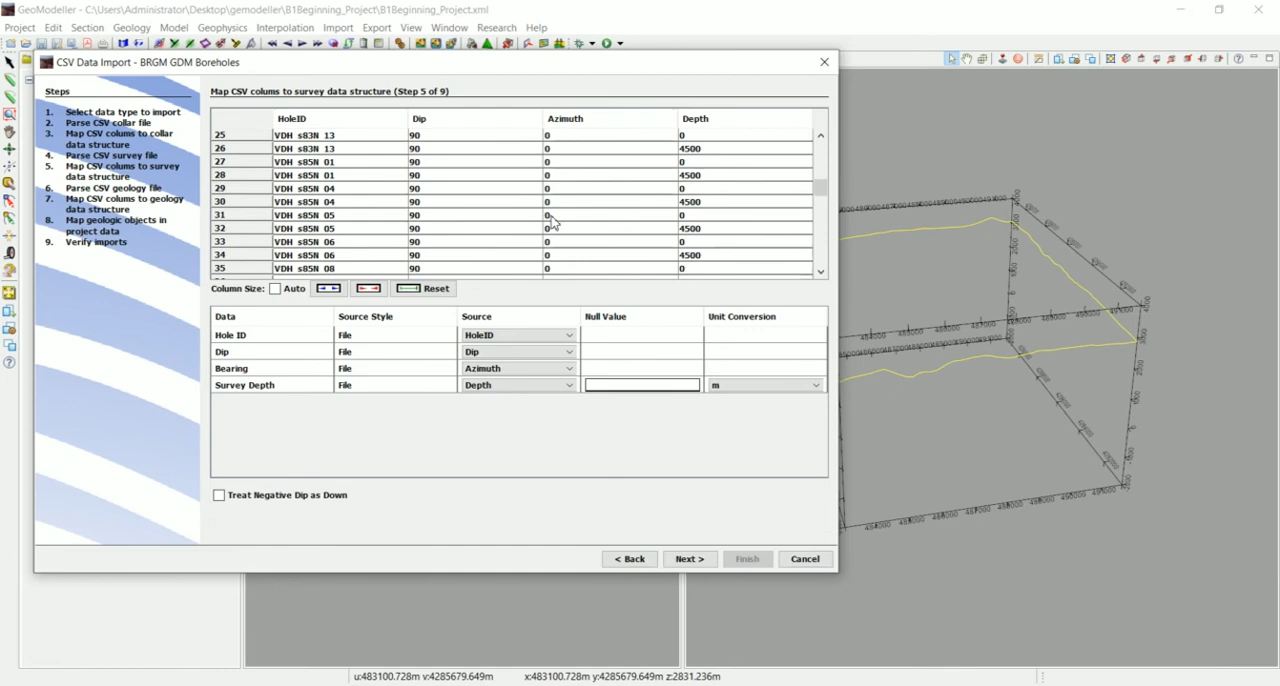 GeoModeller - C:\Users\Administrator\Desktop\gemodeller\B1Beginning_Project\B1Beginning_Project.xml
Project Edit Section Geology Model Geophysics Interpolation Import Export View Window Research Help
CSV Data Import - BRGM GDM Boreholes
Steps
1. Select data type to import
2. Parse CSV collar file
3. Map CSV colums to collar
data structure
4. Parse CSV survey file
5. Map CSV colums to survey
data structure
6. Parse CSV geology file
7. Map CSV colums to geology
data structure
8. Map geologic objects in
project data
9. Verify imports
Map CSV colums to survey data structure (Step 5 of 9)
HoleID Dip Azimuth Depth
25 VDH s83N 13 90 0 0
26 VDH s83N 13 90 0 4500
27 VDH s85N 01 90 0 0
28 VDH s85N 01 90 0 4500
29 VDH s85N 04 90 0 0
30 VDH s85N 04 90 0 4500
31 VDH s85N 05 90 0 0
32 VDH s85N 05 90 0 4500
33 VDH s85N 06 90 0 0
34 VDH s85N 06 90 0 4500
35 VDH s85N 08 90 0 0
Column Size: Auto Reset
Data Source Style Source Null Value Unit Conversion
Hole ID File HoleID
Dip File Dip
Bearing File Azimuth
Survey Depth File Depth m
Treat Negative Dip as Down
< Back Next > Finish Cancel
u:483100.728m v:4285679.649m x:483100.728m y:4285679.649m z:2831.236m